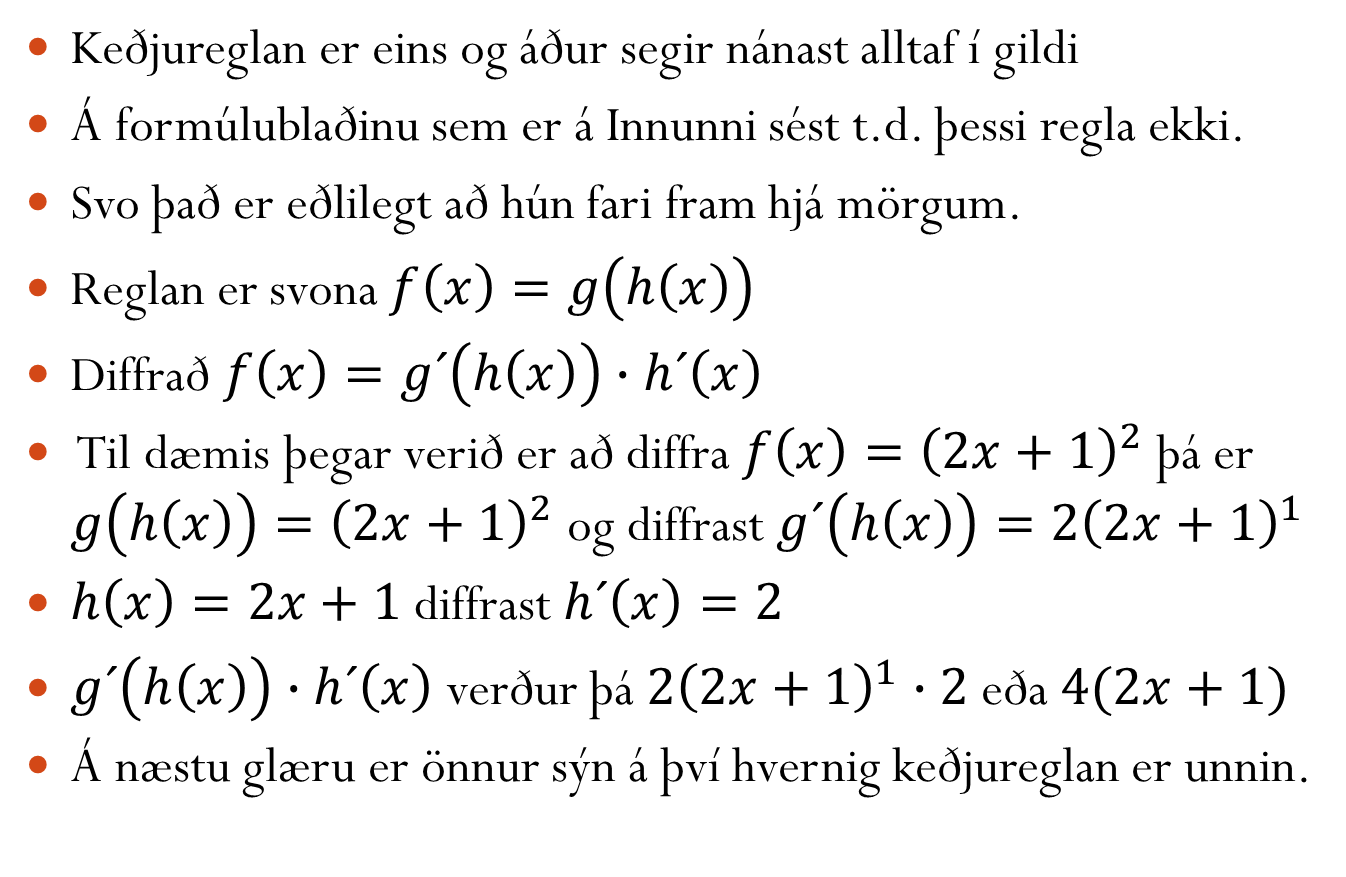 • Keðjureglan er eins og áður segir nánast alltaf í gildi
• Á formúlublaðinu sem er á Innunni sést t.d. þessi regla ekki.
• Svo það er eðlilegt að hún fari fram hjá mörgum.
• Reglan er svona f(x) = g(h(x))
• Diffrað f(x) = g´(h(x)) · h´(x)
• Til dæmis þegar verið er að diffra f(x) = (2x + 1)² þá er
g(h(x)) = (2x + 1)² og diffrast g´(h(x)) = 2(2x + 1)¹
• h(x) = 2x + 1 diffrast h´(x) = 2
• g´(h(x)) · h´(x) verður þá 2(2x + 1)¹ · 2 eða 4(2x + 1)
• Á næstu glæru er önnur sýn á því hvernig keðjureglan er unnin.